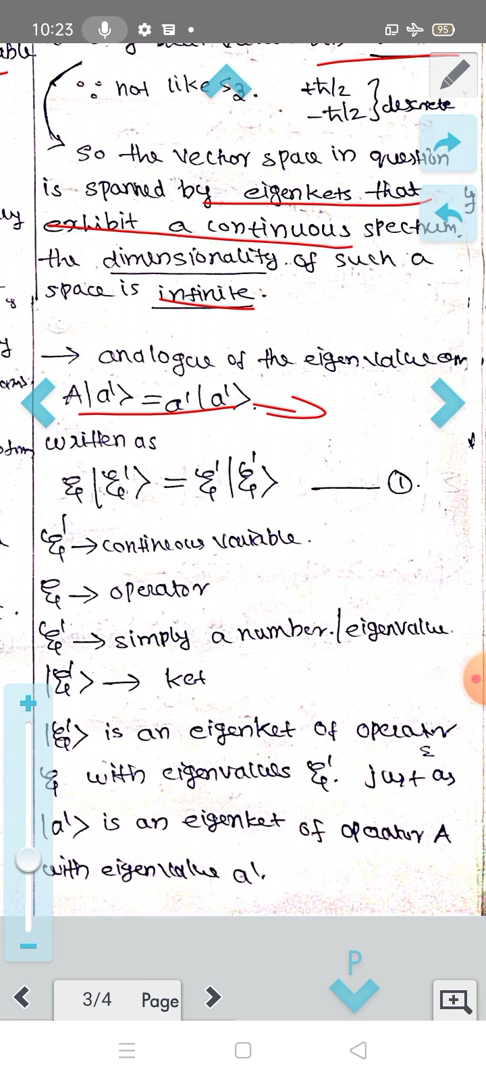 10:23
95
∵ not like S₂. +ħ/2
-ħ/2 } discrete
So the vector space in question
is spanned by eigenkets that
exhibit a continuous spectrum.
the dimensionality of such a
space is infinite.
→ analogue of the eigenvalue
A|a'> = a'|a'>.
written as
ξ|ξ'> = ξ'|ξ'> —— ①.
ξ' → contineous variable.
ξ → operator
ξ' → simply a number./eigenvalue.
|ξ'> → ket
|ξ'> is an eigenket of operator
ξ with eigenvalues ξ'. just as
|a'> is an eigenket of operator A
with eigenvalue a'.
P
3/4 Page